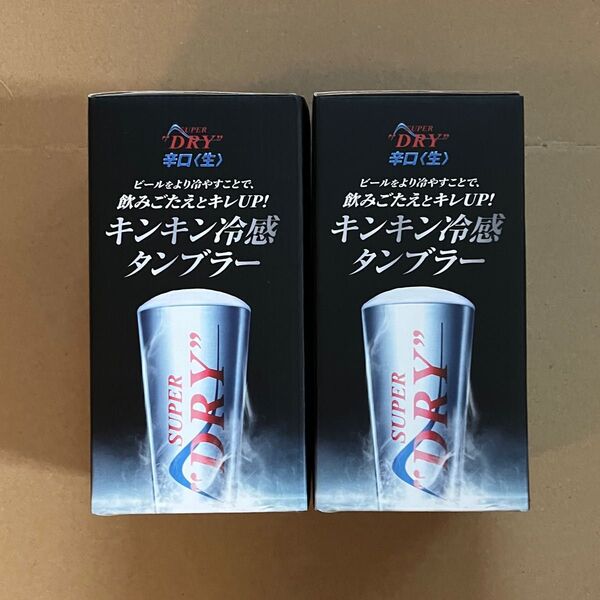 SUPER
"DRY"
辛口〈生〉
ビールをより冷やすことで、
飲みごたえとキレUP!
キンキン冷感
タンブラー
SUPER
"DRY"
SUPER
"DRY"
辛口〈生〉
ビールをより冷やすことで、
飲みごたえとキレUP!
キンキン冷感
タンブラー
SUPER
"DRY"